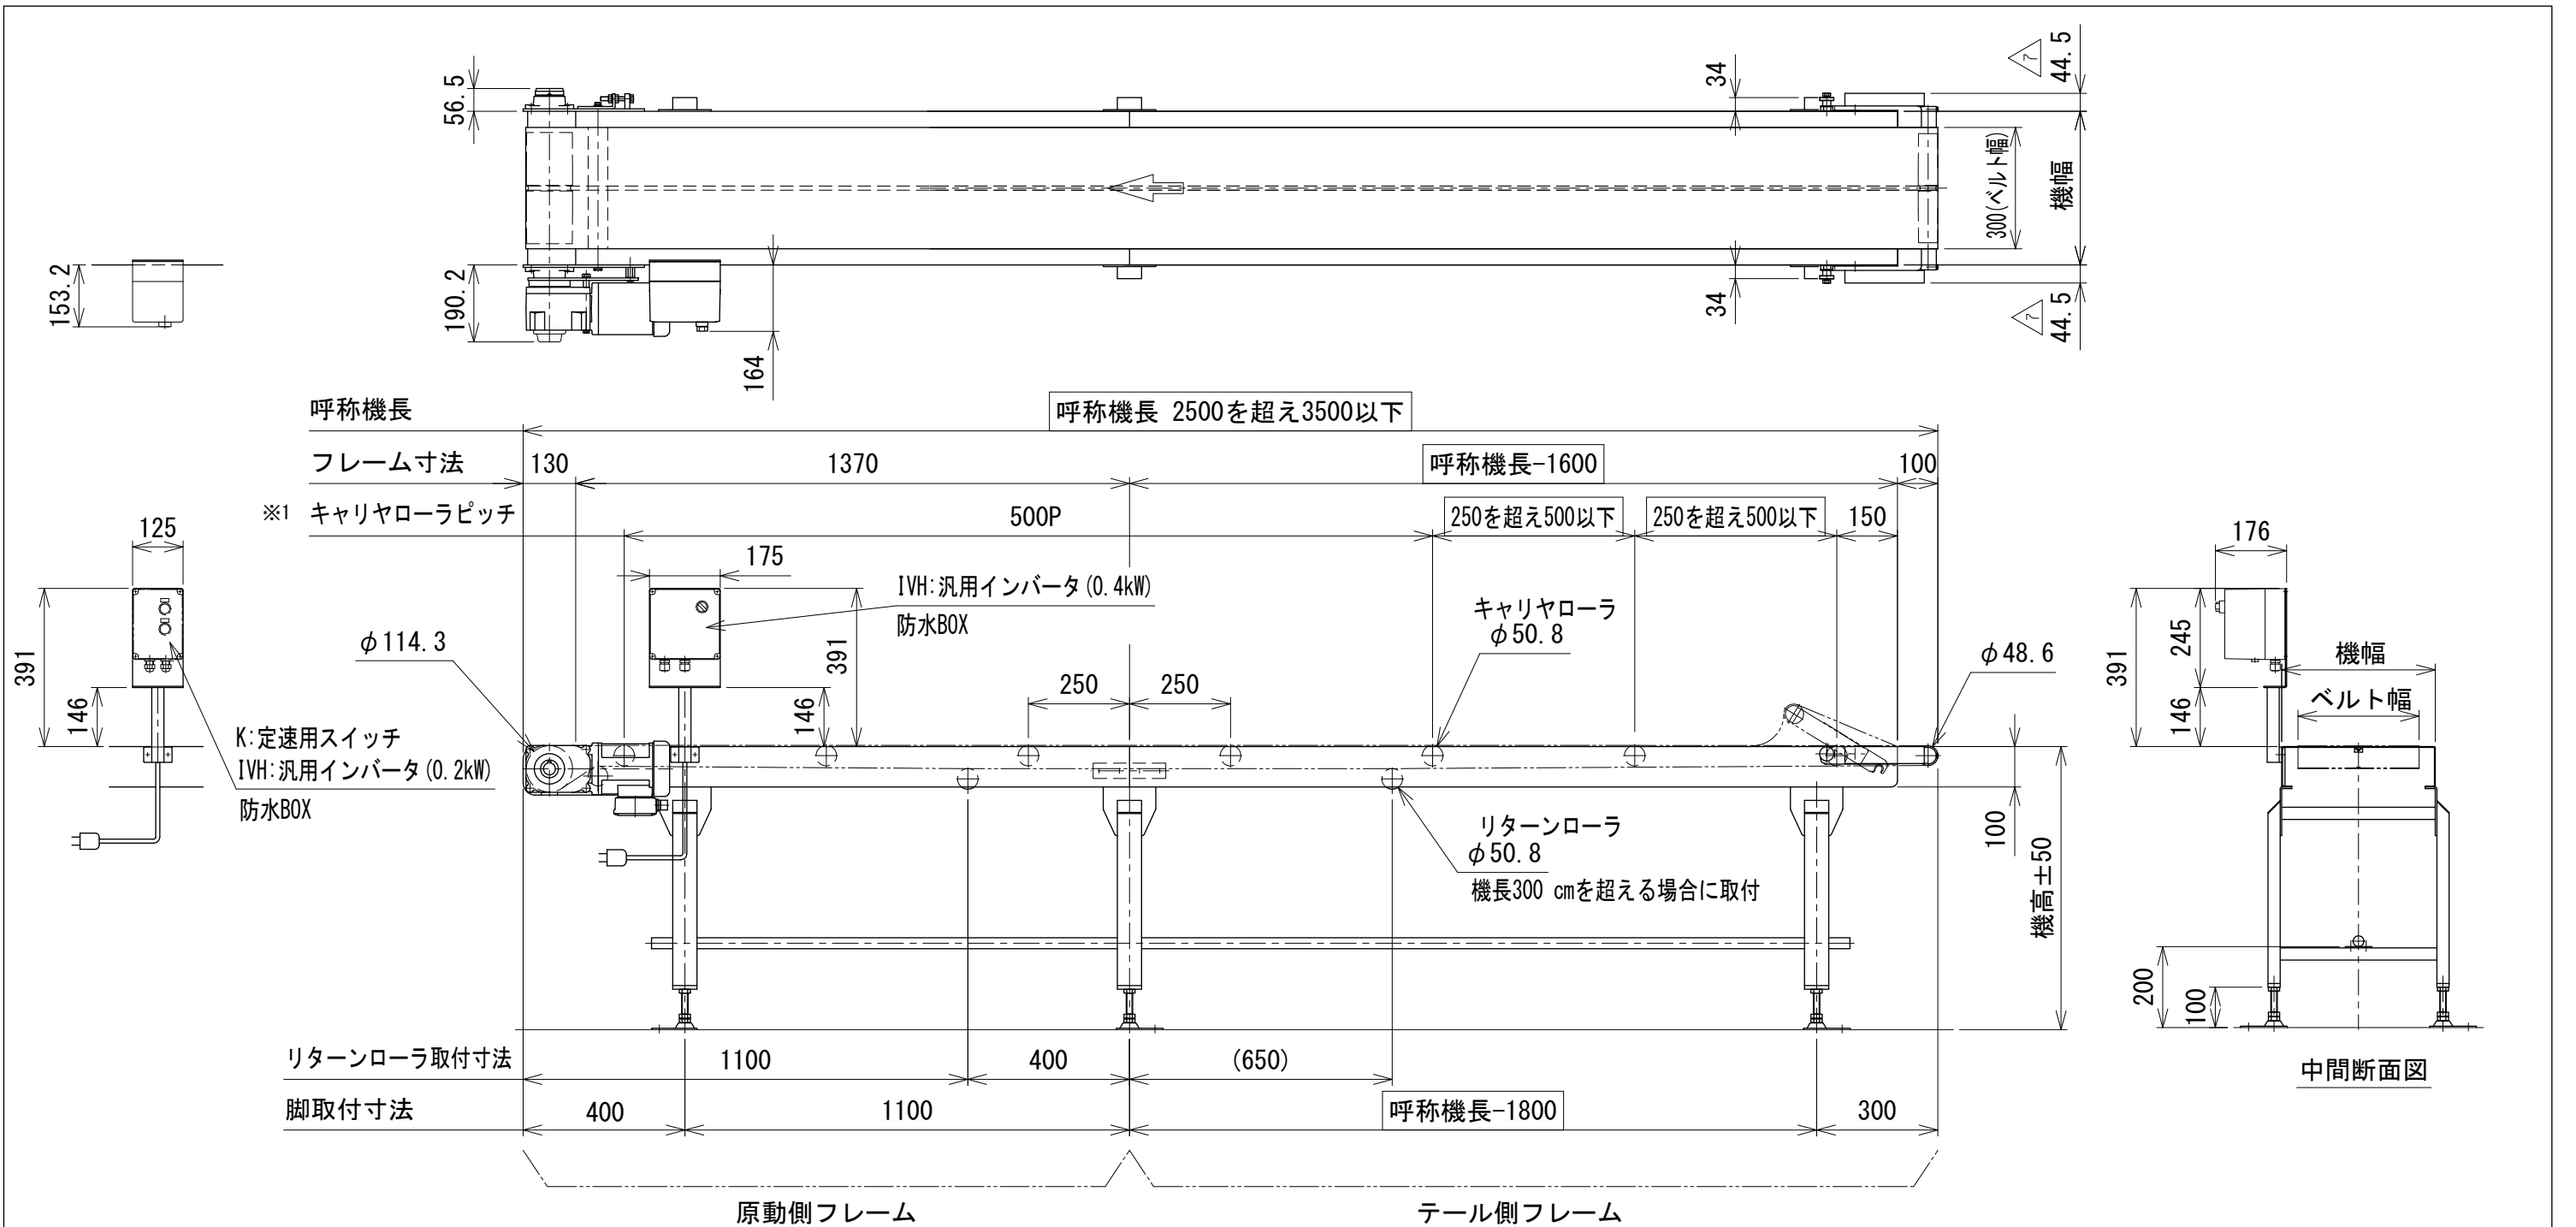 56.5
34
7
44.5
300(ベルト幅)
機幅
153.2
190.2
164
34
7
44.5
呼称機長
呼称機長 2500を超え3500以下
フレーム寸法
130
1370
呼称機長-1600
100
※1 キャリヤローラピッチ
500P
250を超え500以下
250を超え500以下
150
125
175
176
IVH:汎用インバータ(0.4kW)
防水BOX
キャリヤローラ
φ50.8
φ114.3
φ48.6
391
146
391
146
250
250
391
245
146
機幅
ベルト幅
K:定速用スイッチ
IVH:汎用インバータ(0.2kW)
防水BOX
リターンローラ
φ50.8
機長300 cmを超える場合に取付
100
機高±50
200
100
リターンローラ取付寸法
1100
400
(650)
脚取付寸法
400
1100
呼称機長-1800
300
中間断面図
原動側フレーム
テール側フレーム